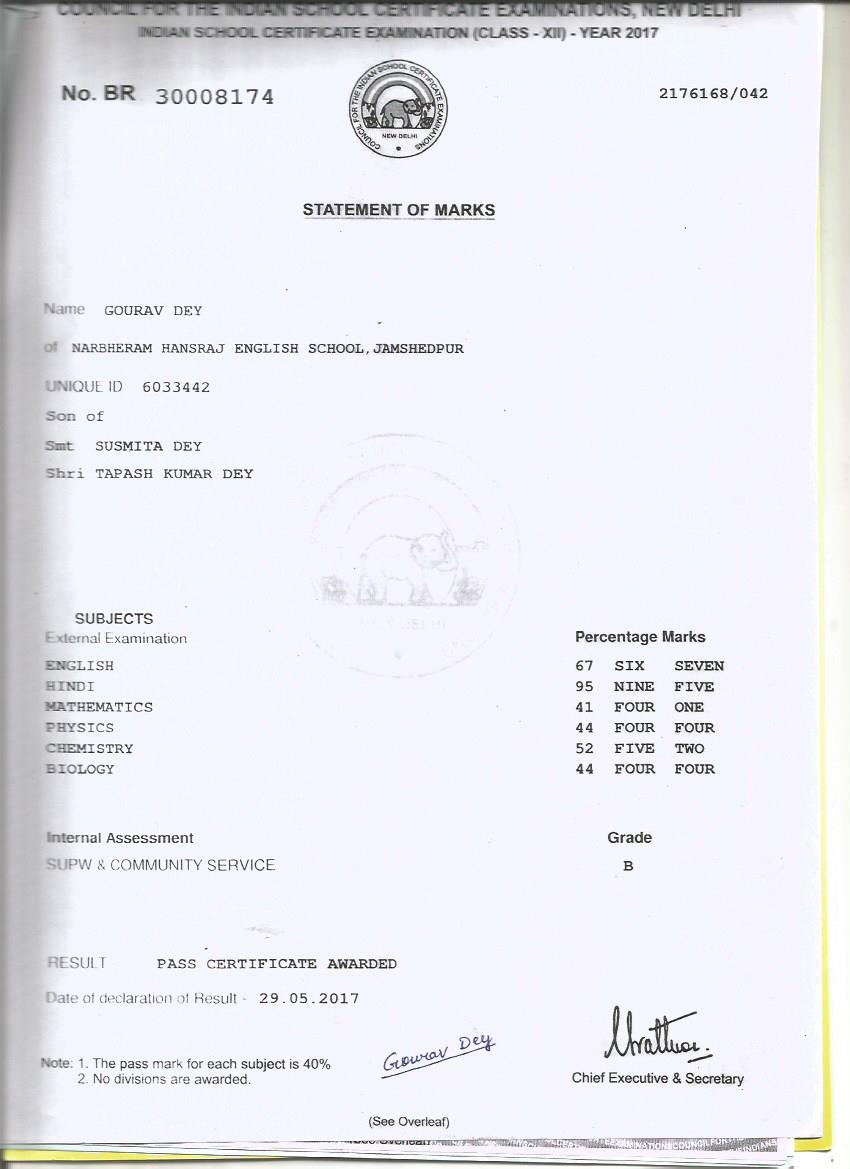 COUNCIL FOR THE INDIAN SCHOOL CERTIFICATE EXAMINATIONS, NEW DELHI
INDIAN SCHOOL CERTIFICATE EXAMINATION (CLASS - XII) - YEAR 2017
No. BR 30008174
2176168/042
COUNCIL FOR THE INDIAN SCHOOL CERTIFICATE EXAMINATIONS
NEW DELHI
STATEMENT OF MARKS
Name GOURAV DEY
of NARBHERAM HANSRAJ ENGLISH SCHOOL,JAMSHEDPUR
UNIQUE ID 6033442
Son of
Smt SUSMITA DEY
Shri TAPASH KUMAR DEY
NEW DELHI
SUBJECTS
External Examination Percentage Marks
ENGLISH 67 SIX SEVEN
HINDI 95 NINE FIVE
MATHEMATICS 41 FOUR ONE
PHYSICS 44 FOUR FOUR
CHEMISTRY 52 FIVE TWO
BIOLOGY 44 FOUR FOUR
Internal Assessment Grade
SUPW & COMMUNITY SERVICE B
RESULT PASS CERTIFICATE AWARDED
Date of declaration of Result - 29.05.2017
Note: 1. The pass mark for each subject is 40%
2. No divisions are awarded.
Gourav Dey
Chief Executive & Secretary
(See Overleaf)